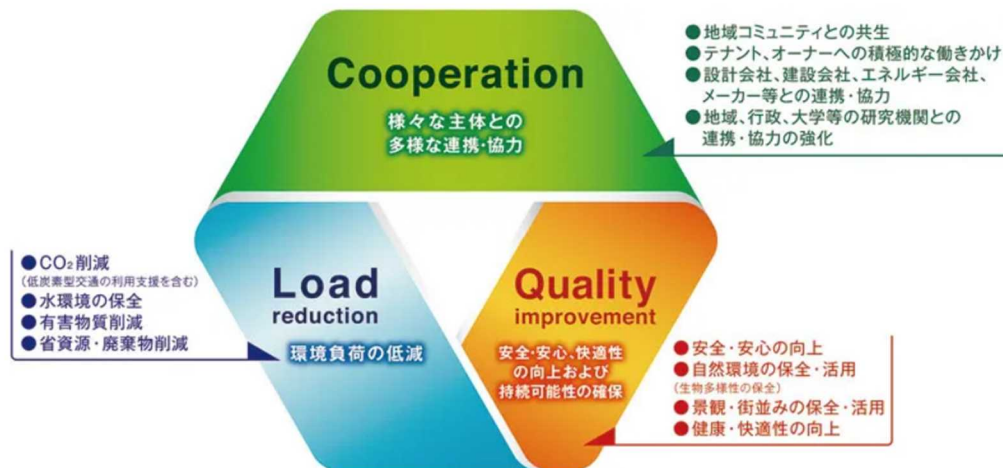 Cooperation
様々な主体との
多様な連携・協力
●地域コミュニティとの共生
●テナント、オーナーへの積極的な働きかけ
●設計会社、建設会社、エネルギー会社、
メーカー等との連携・協力
●地域、行政、大学等の研究機関との
連携・協力の強化
●CO₂削減
(低炭素型交通の利用支援を含む)
●水環境の保全
●有害物質削減
●省資源・廃棄物削減
Load
reduction
環境負荷の低減
Quality
improvement
安全・安心、快適性
の向上および
持続可能性の確保
●安全・安心の向上
●自然環境の保全・活用
(生物多様性の保全)
●景観・街並みの保全・活用
●健康・快適性の向上